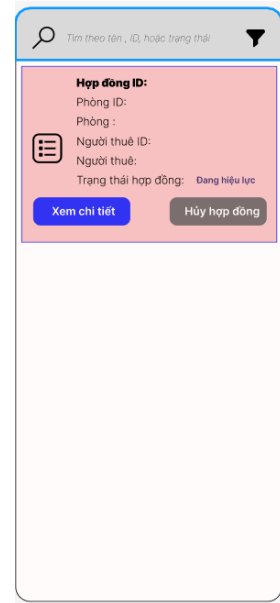 Tìm theo tên , ID, hoặc trạng thái
Hợp đồng ID:
Phòng ID:
Phòng :
Người thuê ID:
Người thuê:
Trạng thái hợp đồng: Đang hiệu lực
Xem chi tiết
Hủy hợp đồng